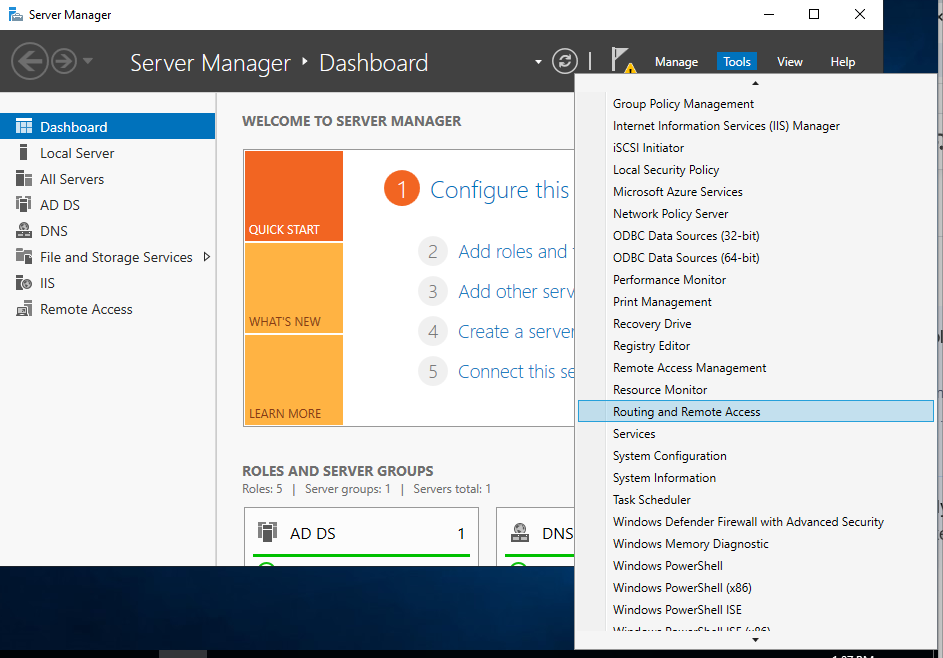 Server Manager
Server Manager • Dashboard
Manage Tools View Help
Dashboard
Local Server
All Servers
AD DS
DNS
File and Storage Services
IIS
Remote Access
WELCOME TO SERVER MANAGER
QUICK START
WHAT'S NEW
LEARN MORE
1 Configure this
2 Add roles and
3 Add other serv
4 Create a server
5 Connect this se
ROLES AND SERVER GROUPS
Roles: 5 | Server groups: 1 | Servers total: 1
AD DS 1
DNS
Group Policy Management
Internet Information Services (IIS) Manager
iSCSI Initiator
Local Security Policy
Microsoft Azure Services
Network Policy Server
ODBC Data Sources (32-bit)
ODBC Data Sources (64-bit)
Performance Monitor
Print Management
Recovery Drive
Registry Editor
Remote Access Management
Resource Monitor
Routing and Remote Access
Services
System Configuration
System Information
Task Scheduler
Windows Defender Firewall with Advanced Security
Windows Memory Diagnostic
Windows PowerShell
Windows PowerShell (x86)
Windows PowerShell ISE
Windows PowerShell ISE (x86)